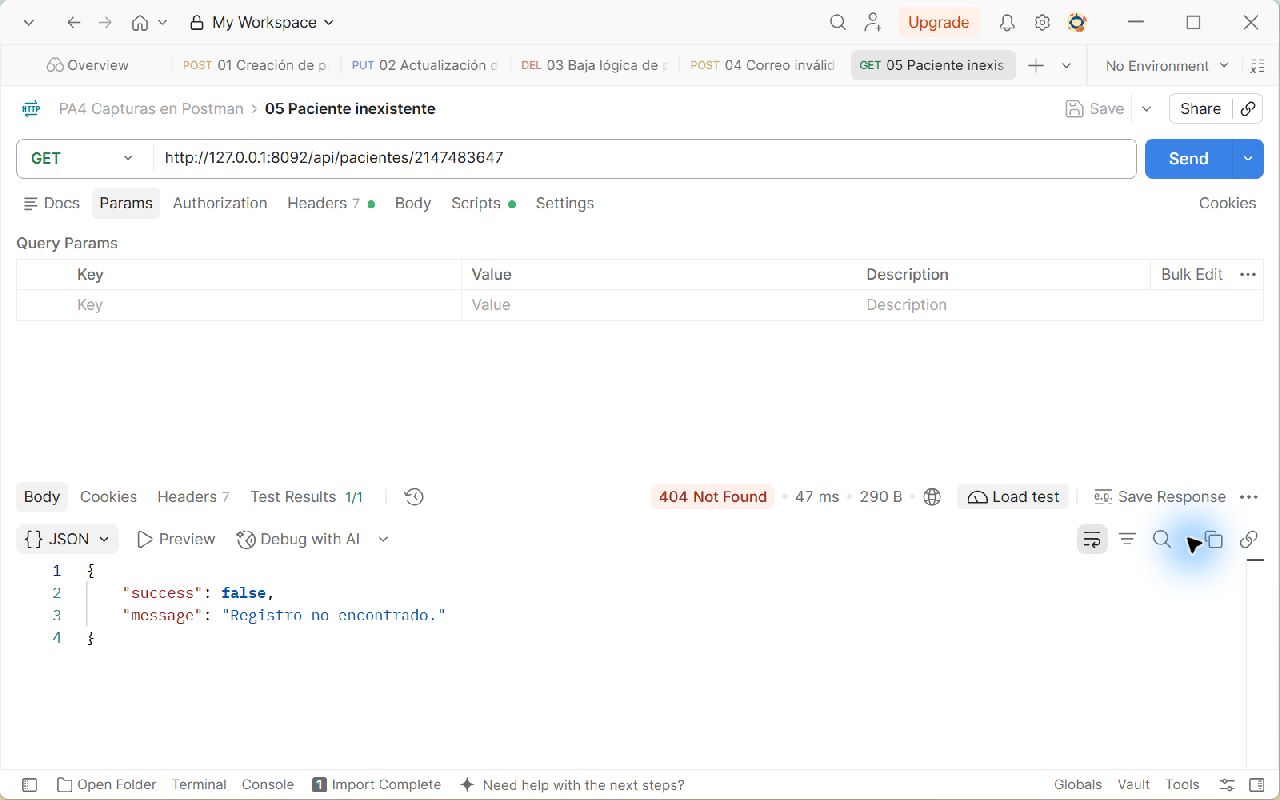 My Workspace
Upgrade
Overview
POST 01 Creación de p
PUT 02 Actualización d
DEL 03 Baja lógica de p
POST 04 Correo inválid
GET 05 Paciente inexis
No Environment
HTTP
PA4 Capturas en Postman > 05 Paciente inexistente
Save
Share
GET
http://127.0.0.1:8092/api/pacientes/2147483647
Send
Docs
Params
Authorization
Headers 7
Body
Scripts
Settings
Cookies
Query Params
Key Value Description Bulk Edit
Key Value Description
Body Cookies Headers 7 Test Results 1/1
404 Not Found • 47 ms • 290 B
Load test
e.g. Save Response
{} JSON
Preview
Debug with AI
1 {
2 "success": false,
3 "message": "Registro no encontrado."
4 }
Open Folder Terminal Console 1 Import Complete Need help with the next steps?
Globals Vault Tools